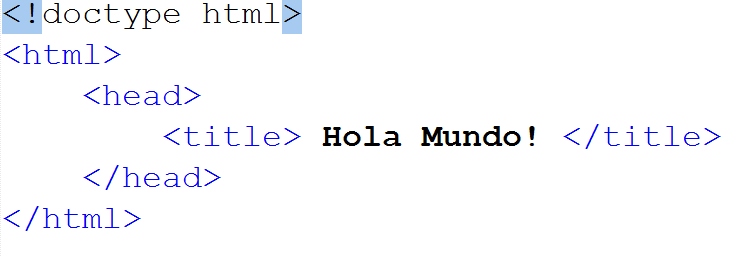 <!doctype html>
<html>
    <head>
        <title> Hola Mundo! </title>
    </head>
</html>